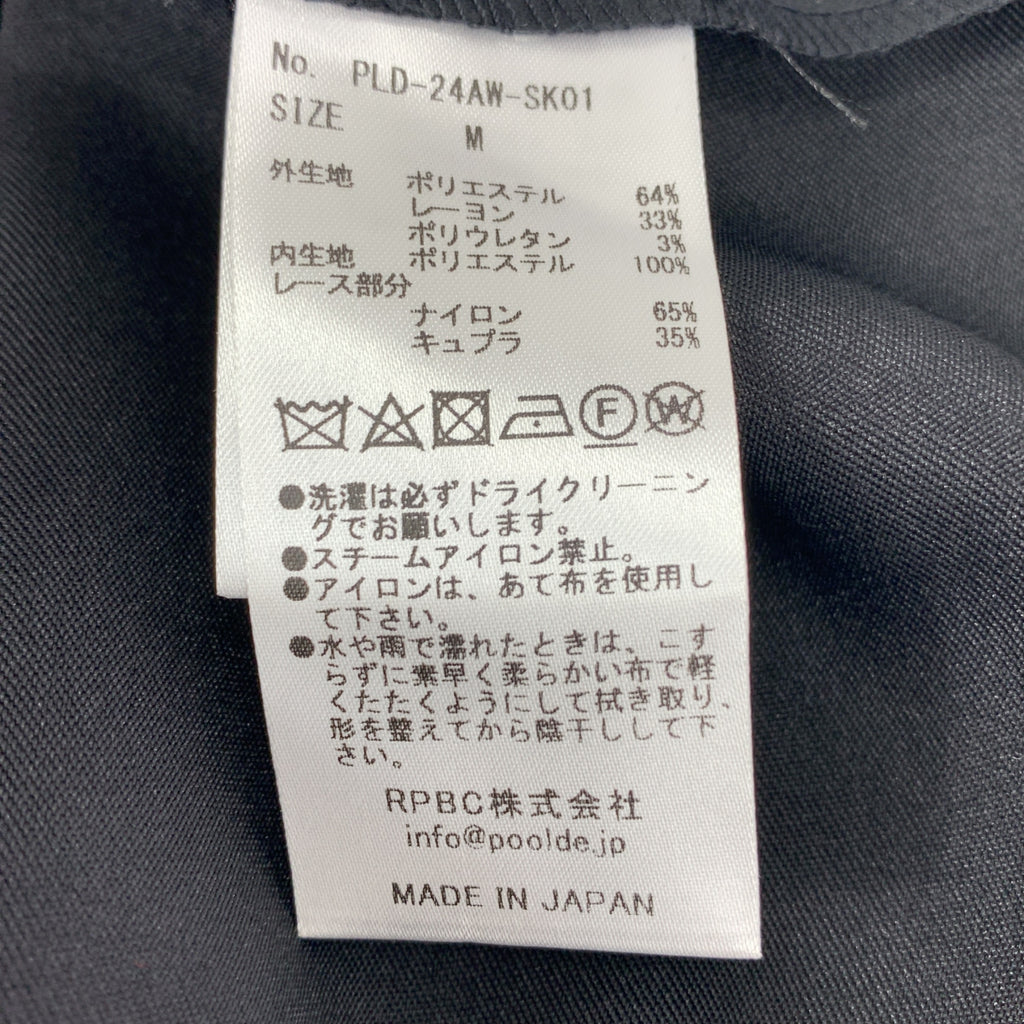 No. PLD-24AW-SK01
SIZE M
外生地 ポリエステル 64%
レーヨン 33%
ポリウレタン 3%
内生地 ポリエステル 100%
レース部分
ナイロン 65%
キュプラ 35%
F W
●洗濯は必ずドライクリーニン
グでお願いします。
●スチームアイロン禁止。
●アイロンは、あて布を使用し
て下さい。
●水や雨で濡れたときは、こす
らずに素早く柔らかい布で軽
くたたくようにして拭き取り、
形を整えてから陰干しして下
さい。
RPBC株式会社
info@poolde.jp
MADE IN JAPAN